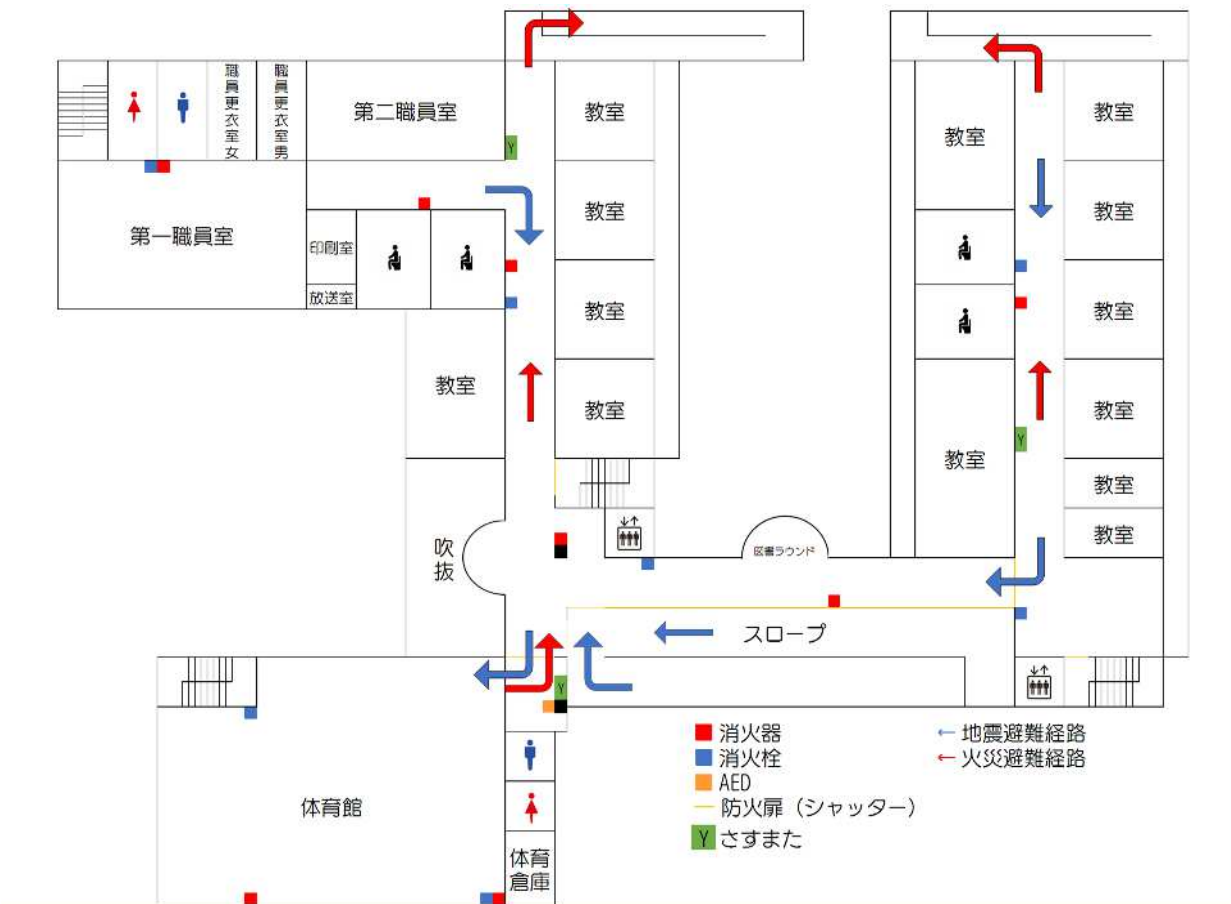 職員更衣室女
職員更衣室男
第二職員室
教室
教室
教室
Y
教室
教室
第一職員室
印刷室
放送室
教室
教室
教室
教室
教室
教室
Y
教室
教室
教室
吹抜
図書ラウンド
スロープ
Y
体育館
体育
倉庫
消火器
消火栓
AED
防火扉（シャッター）
Y さすまた
← 地震避難経路
← 火災避難経路